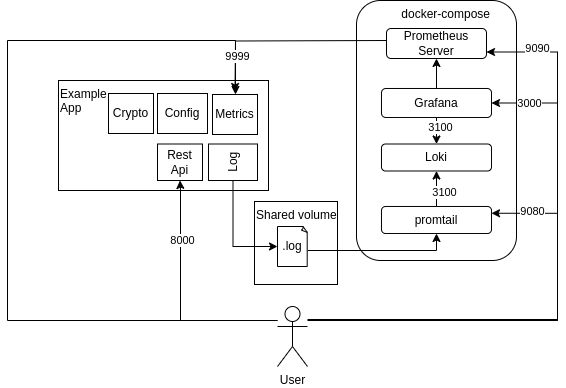 docker-compose
Prometheus
Server
9090
9999
Example
App
Crypto
Config
Metrics
Grafana
3000
3100
Rest
Api
Log
Loki
3100
Shared volume
promtail
9080
8000
.log
User